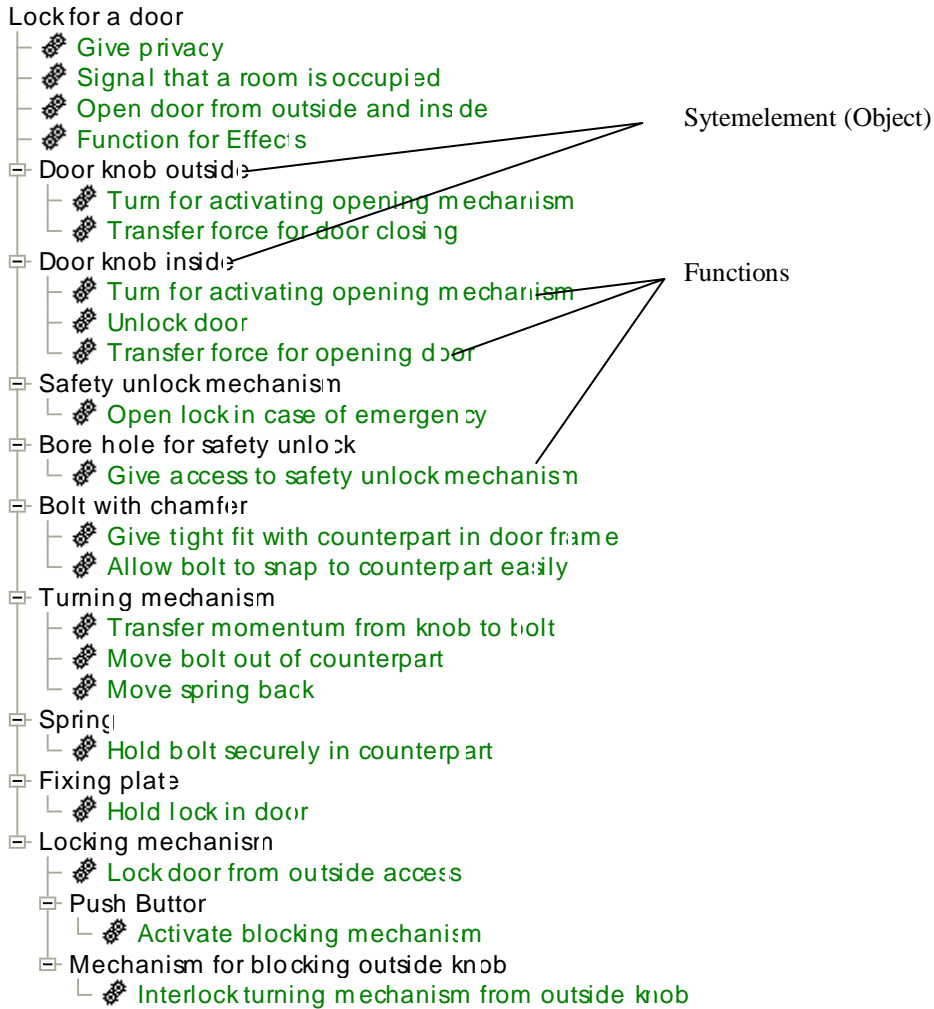 Lock for a door
Give privacy
Signal that a room is occupied
Open door from outside and inside
Sytemelement (Object)
Function for Effects
Door knob outside
Turn for activating opening mechanism
Transfer force for door closing
Door knob inside
Functions
Turn for activating opening mechanism
Unlock door
Transfer force for opening door
Safety unlock mechanism
Open lock in case of emergency
Bore hole for safety unlock
Give access to safety unlock mechanism
Bolt with chamfer
Give tight fit with counterpart in door frame
Allow bolt to snap to counterpart easily
Turning mechanism
Transfer momentum from knob to bolt
Move bolt out of counterpart
Move spring back
Spring
Hold bolt securely in counterpart
Fixing plate
Hold lock in door
Locking mechanism
Lock door from outside access
Push Button
Activate blocking mechanism
Mechanism for blocking outside knob
Interlock turning mechanism from outside knob